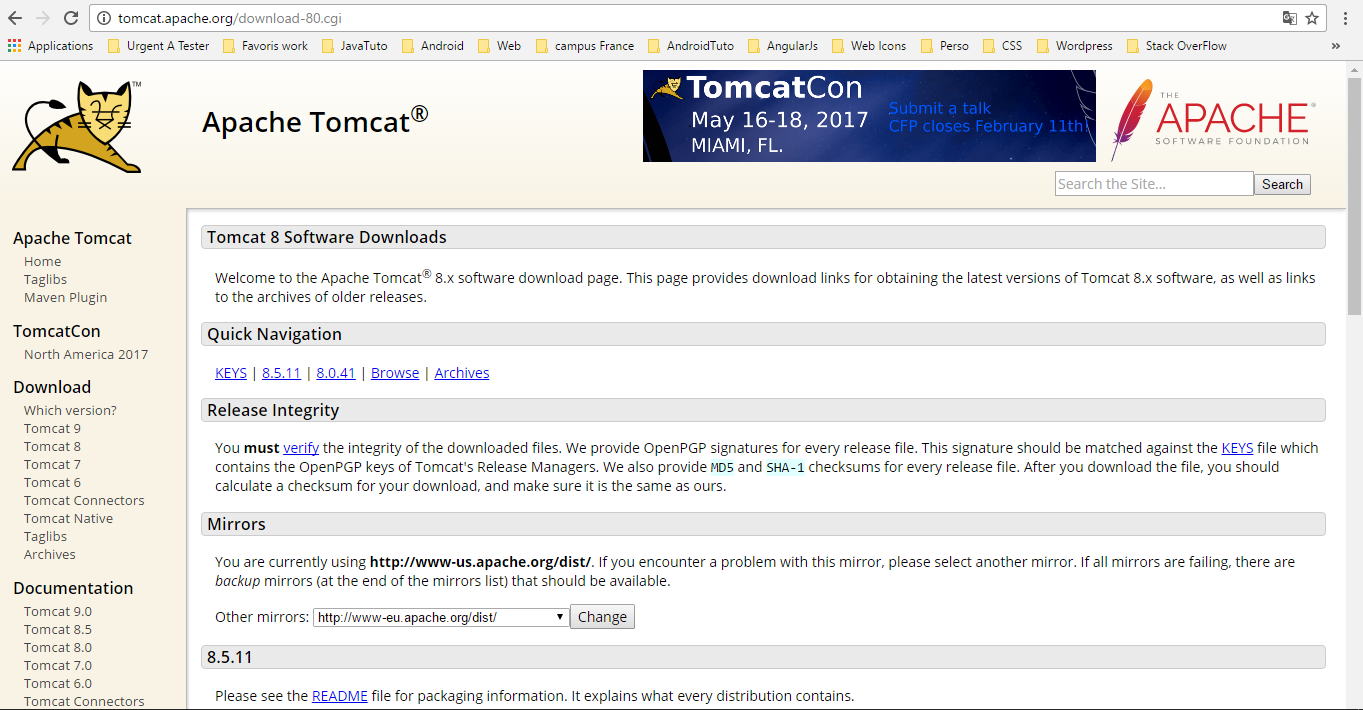 tomcat.apache.org/download-80.cgi
Applications Urgent A Tester Favoris work JavaTuto Android Web campus France AndroidTuto AngularJs Web Icons Perso CSS Wordpress Stack OverFlow »
TM
Apache Tomcat®
TomcatCon
May 16-18, 2017
MIAMI, FL.
Submit a talk
CFP closes February 11th!
THE
APACHE®
SOFTWARE FOUNDATION
Search the Site... Search
Apache Tomcat
Home
Taglibs
Maven Plugin
TomcatCon
North America 2017
Download
Which version?
Tomcat 9
Tomcat 8
Tomcat 7
Tomcat 6
Tomcat Connectors
Tomcat Native
Taglibs
Archives
Documentation
Tomcat 9.0
Tomcat 8.5
Tomcat 8.0
Tomcat 7.0
Tomcat 6.0
Tomcat Connectors
Tomcat 8 Software Downloads
Welcome to the Apache Tomcat® 8.x software download page. This page provides download links for obtaining the latest versions of Tomcat 8.x software, as well as links
to the archives of older releases.
Quick Navigation
KEYS | 8.5.11 | 8.0.41 | Browse | Archives
Release Integrity
You must verify the integrity of the downloaded files. We provide OpenPGP signatures for every release file. This signature should be matched against the KEYS file which
contains the OpenPGP keys of Tomcat's Release Managers. We also provide MD5 and SHA-1 checksums for every release file. After you download the file, you should
calculate a checksum for your download, and make sure it is the same as ours.
Mirrors
You are currently using http://www-us.apache.org/dist/. If you encounter a problem with this mirror, please select another mirror. If all mirrors are failing, there are
backup mirrors (at the end of the mirrors list) that should be available.
Other mirrors: http://www-eu.apache.org/dist/ Change
8.5.11
Please see the README file for packaging information. It explains what every distribution contains.